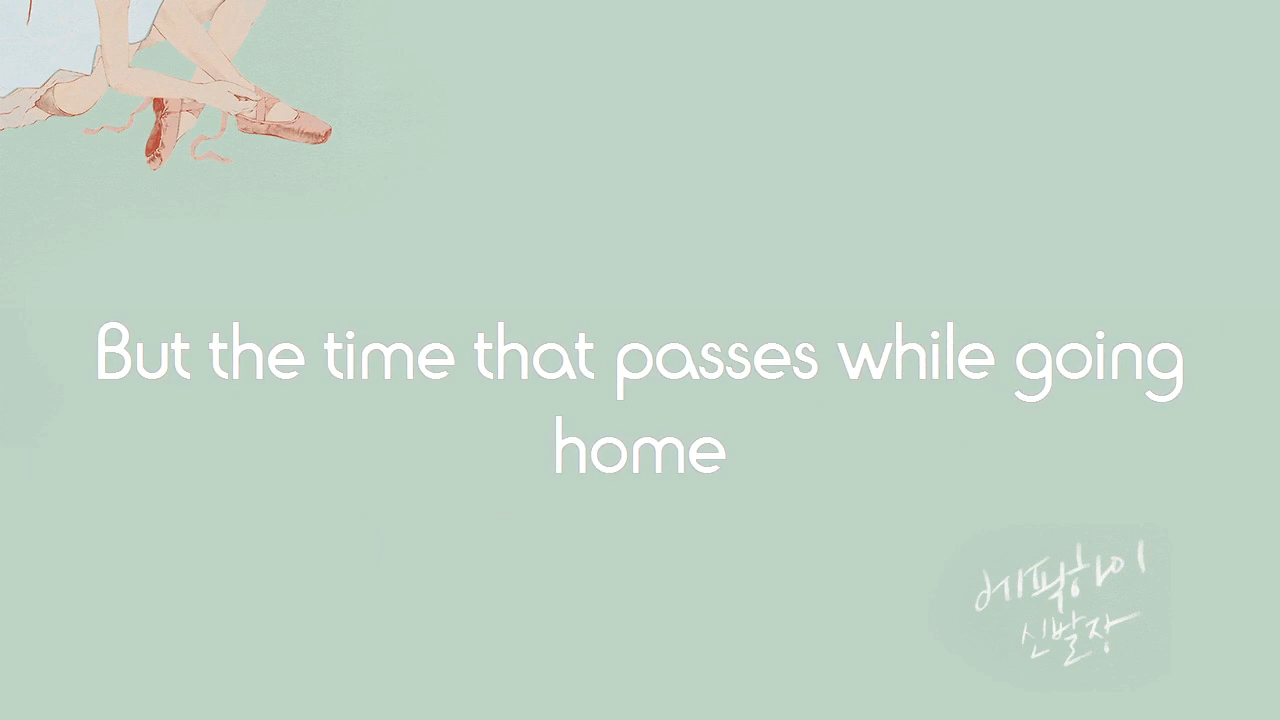 But the time that passes while going
home
에픽하이
신발장